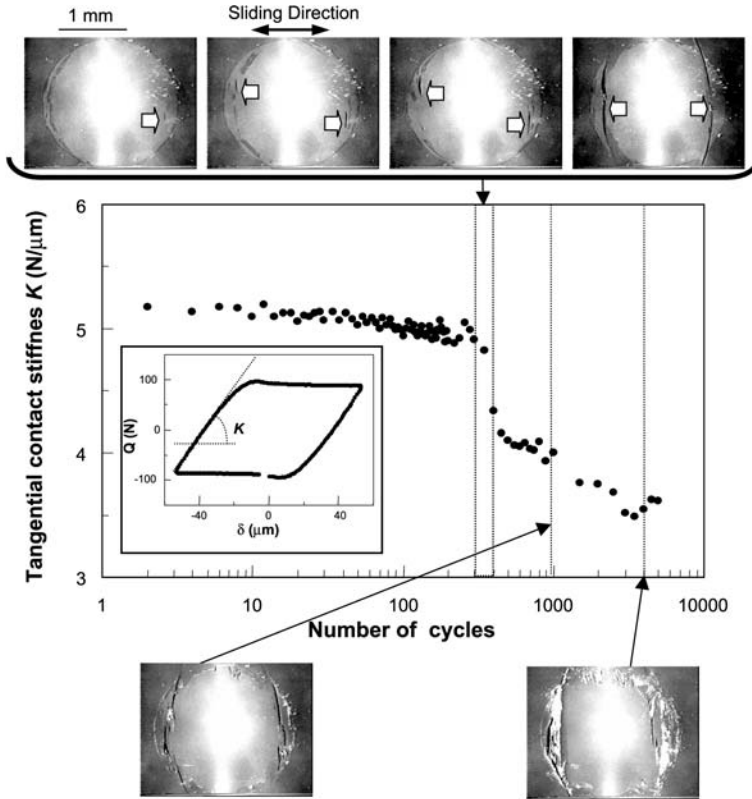 1 mm
Sliding Direction
Tangential contact stiffnes K (N/μm)
6
5
4
3
1
10
100
1000
10000
Number of cycles
Q (N)
100
0
-100
-40
0
40
δ (μm)
K